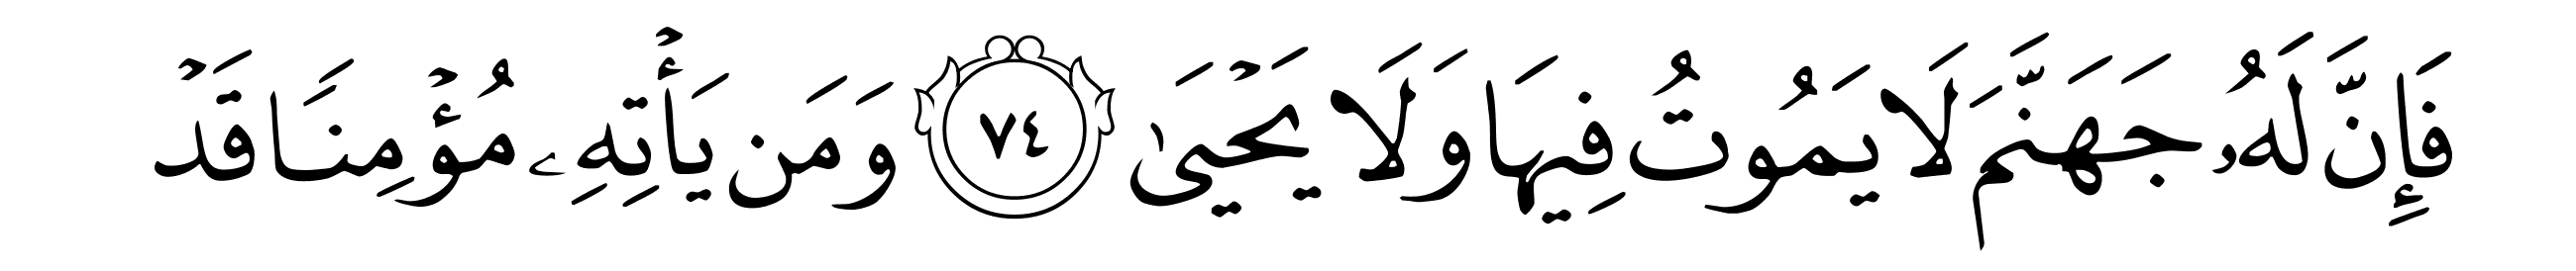 فَإِنَّ لَهُۥ جَهَنَّمَ لَا يَمُوتُ فِيهَا وَلَا يَحْيَىٰ ٧٤ وَمَن يَأْتِهِۦ مُؤْمِنًا قَدْ